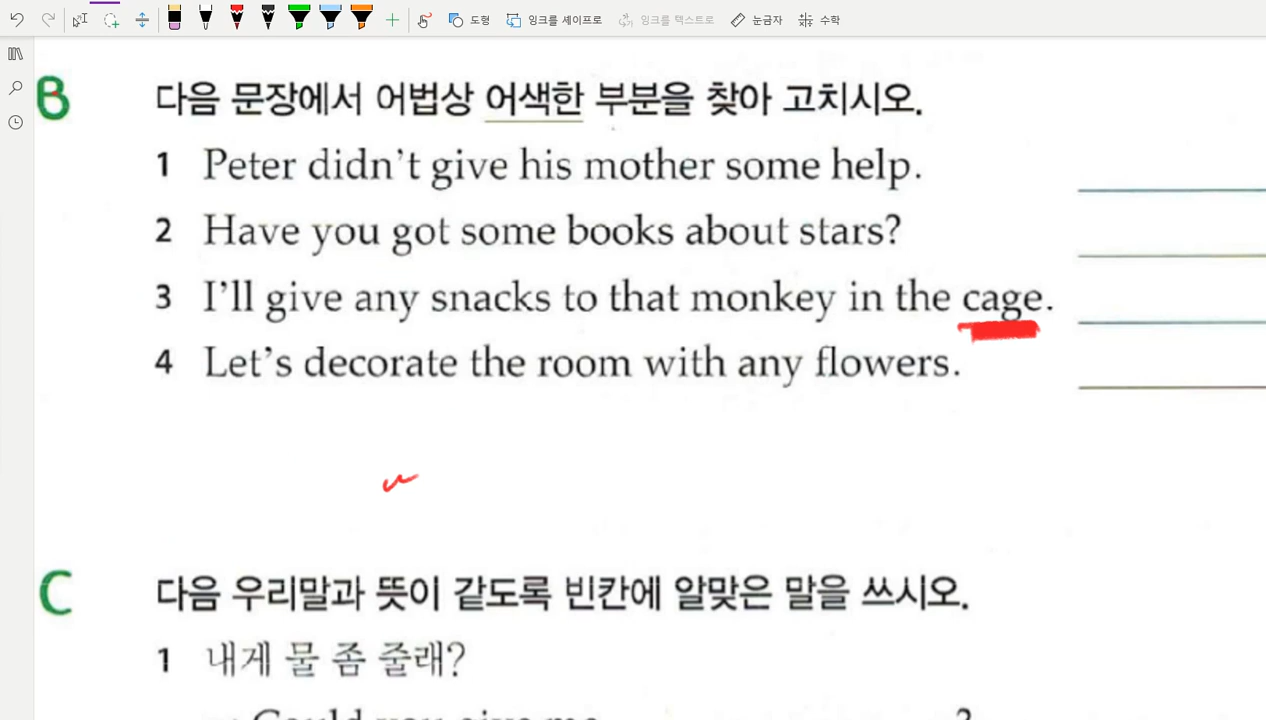 도형 잉크를 셰이프로 잉크를 텍스트로 눈금자 수학
B 다음 문장에서 어법상 어색한 부분을 찾아 고치시오.
1 Peter didn't give his mother some help.
2 Have you got some books about stars?
3 I'll give any snacks to that monkey in the cage.
4 Let's decorate the room with any flowers.
C 다음 우리말과 뜻이 같도록 빈칸에 알맞은 말을 쓰시오.
1 내게 물 좀 줄래?
Could you give me ?